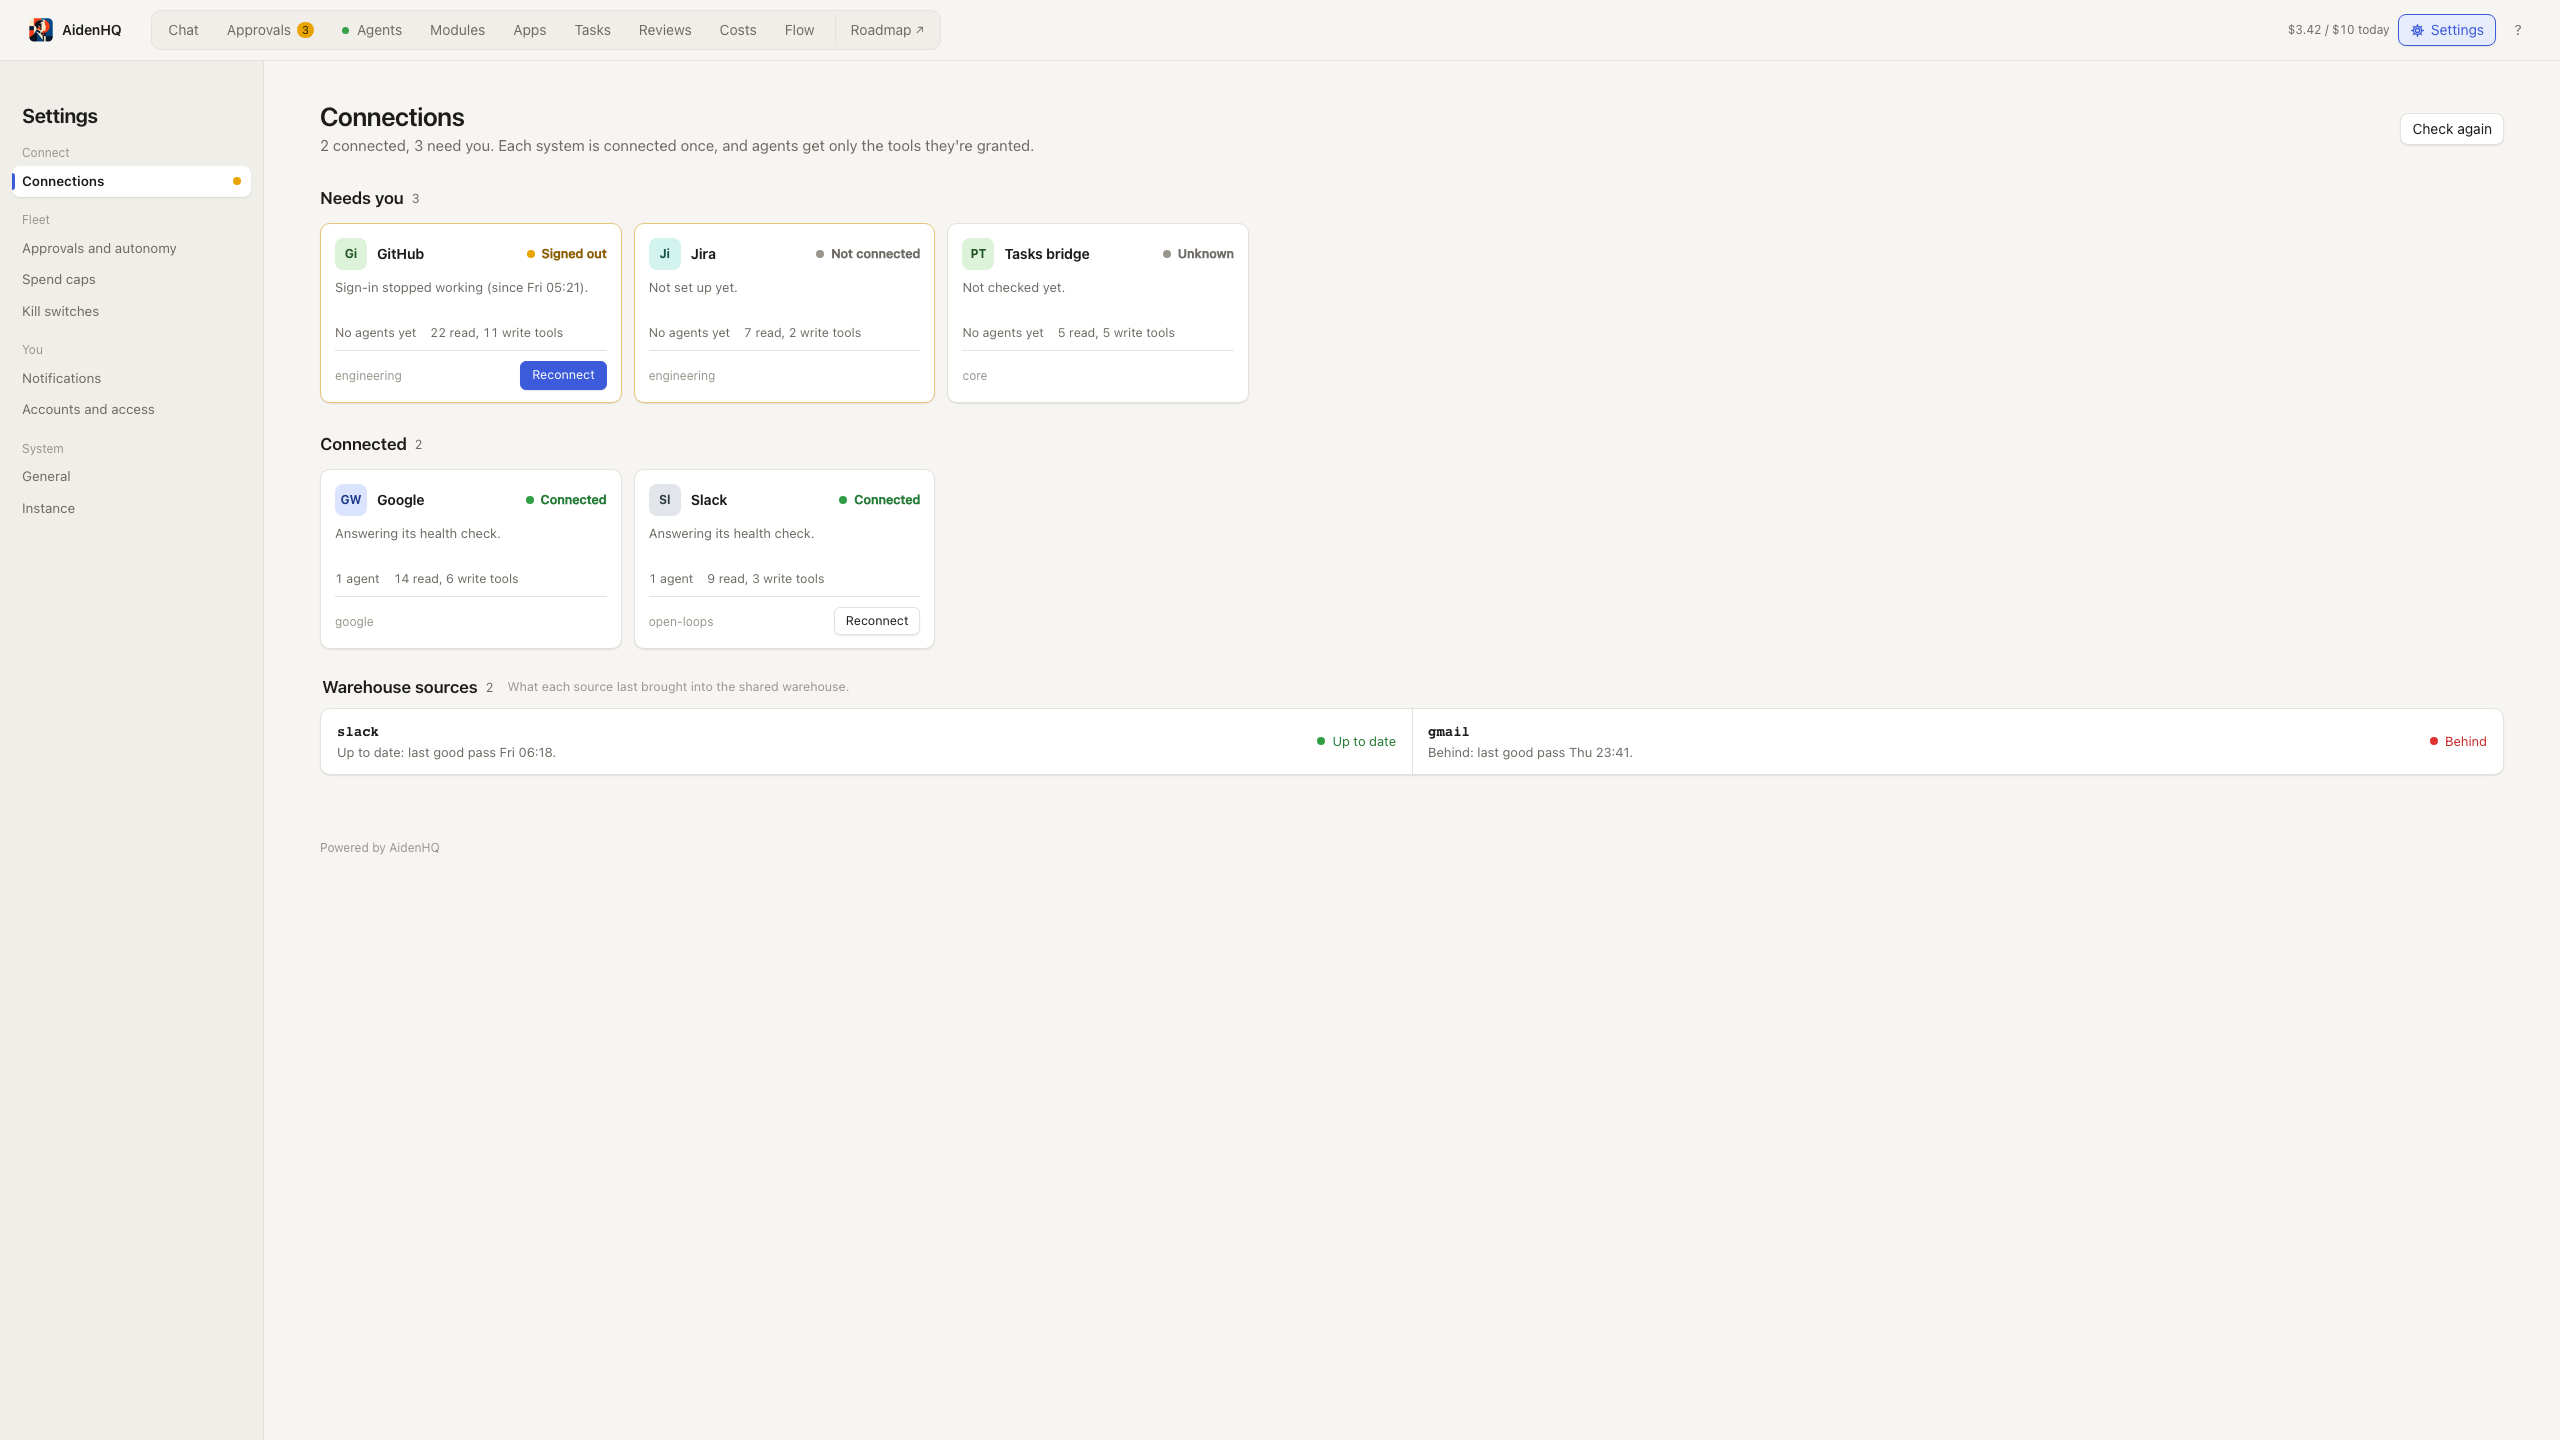 AidenHQ
Chat Approvals 3 Agents Modules Apps Tasks Reviews Costs Flow Roadmap ↗
$3.42 / $10 today Settings ?
Settings
Connect
Connections
Fleet
Approvals and autonomy
Spend caps
Kill switches
You
Notifications
Accounts and access
System
General
Instance
Connections
2 connected, 3 need you. Each system is connected once, and agents get only the tools they're granted.
Check again
Needs you 3
Gi GitHub Signed out
Sign-in stopped working (since Fri 05:21).
No agents yet 22 read, 11 write tools
engineering Reconnect
Ji Jira Not connected
Not set up yet.
No agents yet 7 read, 2 write tools
engineering
PT Tasks bridge Unknown
Not checked yet.
No agents yet 5 read, 5 write tools
core
Connected 2
GW Google Connected
Answering its health check.
1 agent 14 read, 6 write tools
google
Sl Slack Connected
Answering its health check.
1 agent 9 read, 3 write tools
open-loops Reconnect
Warehouse sources 2 What each source last brought into the shared warehouse.
slack
Up to date: last good pass Fri 06:18.
Up to date
gmail
Behind: last good pass Thu 23:41.
Behind
Powered by AidenHQ